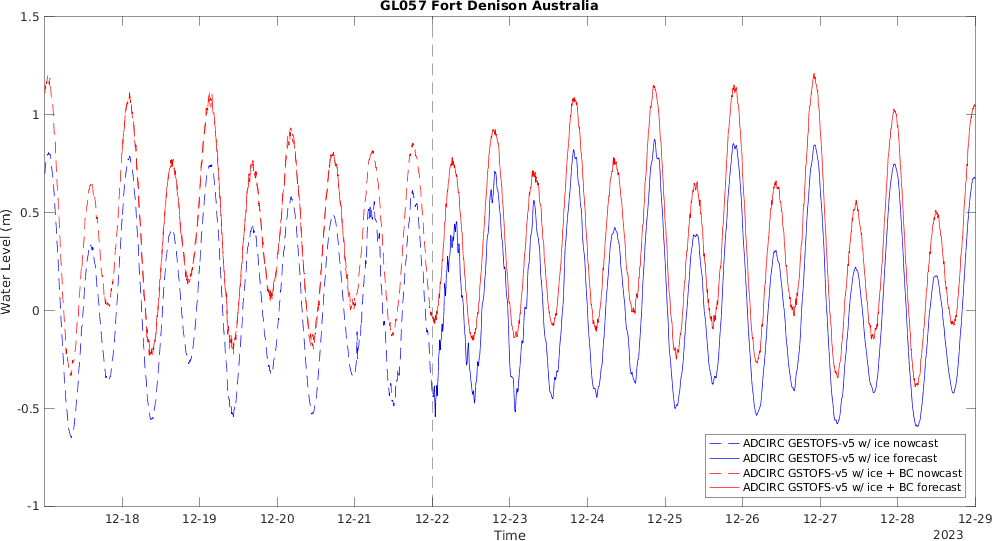 GL057 Fort Denison Australia
1.5
1
0.5
0
-0.5
-1
Water Level (m)
12-18
12-19
12-20
12-21
12-22
12-23
12-24
12-25
12-26
12-27
12-28
12-29
Time
2023
ADCIRC GESTOFS-v5 w/ ice nowcast
ADCIRC GESTOFS-v5 w/ ice forecast
ADCIRC GSTOFS-v5 w/ ice + BC nowcast
ADCIRC GSTOFS-v5 w/ ice + BC forecast